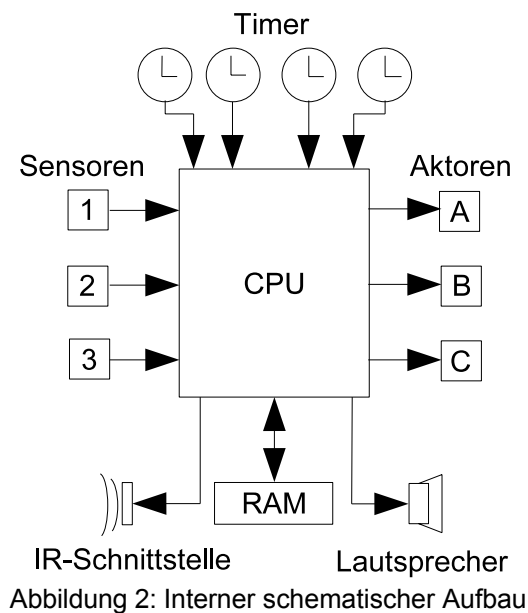 Timer
Sensoren
Aktoren
1
A
2
CPU
B
3
C
RAM
IR-Schnittstelle
Lautsprecher
Abbildung 2: Interner schematischer Aufbau